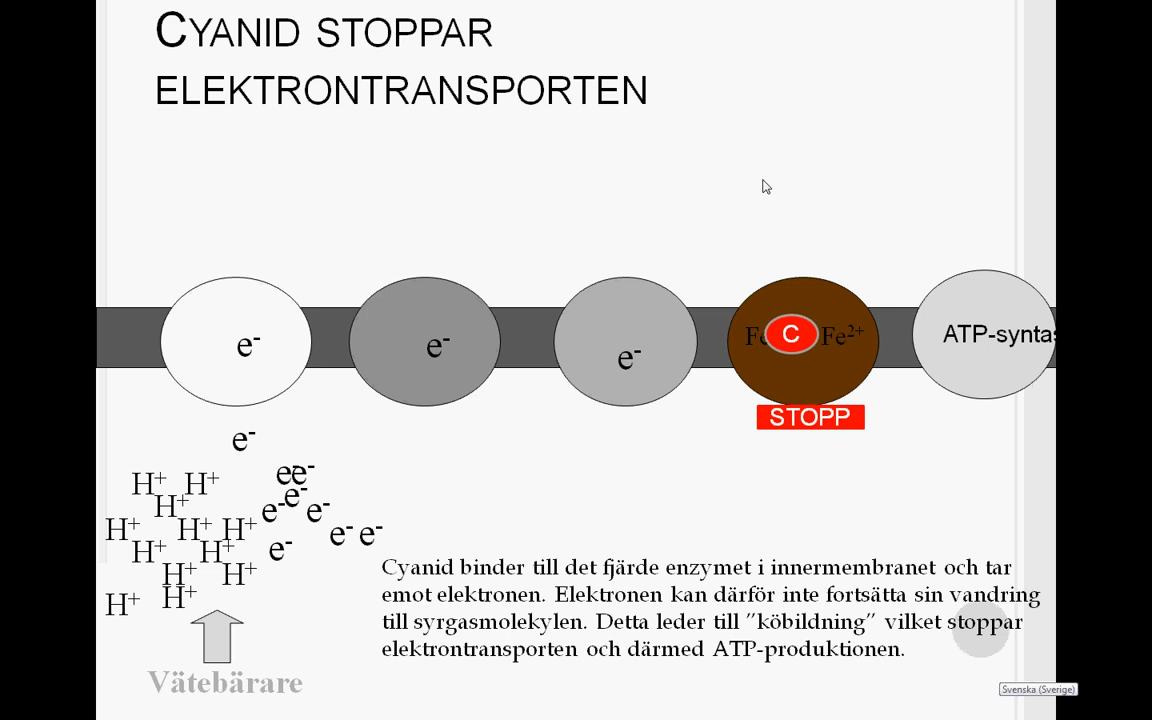 CYANID STOPPAR
ELEKTRONTRANSPORTEN
e⁻ e⁻ e⁻ Fe C Fe²⁺ ATP-syntas
STOPP
e⁻
e⁻ e⁻
H⁺ H⁺ e⁻
H⁺ e⁻ e⁻
H⁺ H⁺ H⁺ e⁻ e⁻
H⁺ H⁺ e⁻
H⁺ H⁺
H⁺ H⁺
Cyanid binder till det fjärde enzymet i innermembranet och tar
emot elektronen. Elektronen kan därför inte fortsätta sin vandring
till syrgasmolekylen. Detta leder till ”köbildning” vilket stoppar
elektrontransporten och därmed ATP-produktionen.
Vätebärare
Svenska (Sverige)